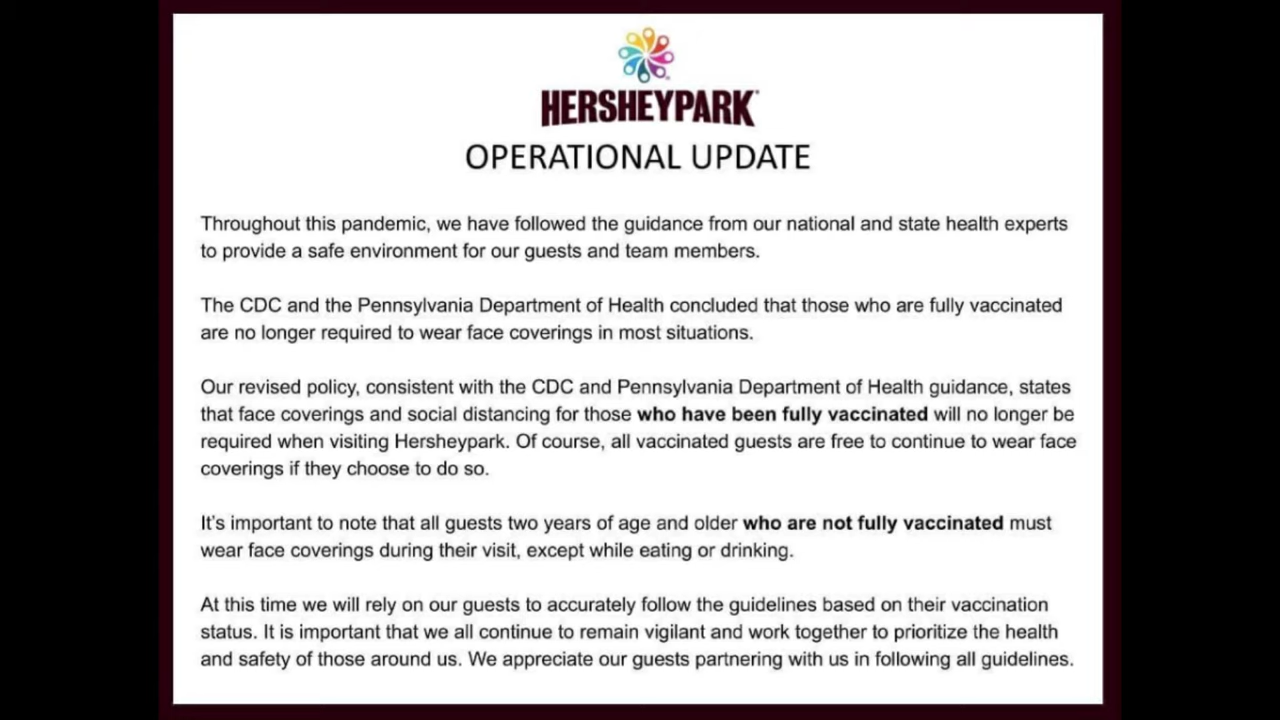 HERSHEYPARK
OPERATIONAL UPDATE
Throughout this pandemic, we have followed the guidance from our national and state health experts
to provide a safe environment for our guests and team members.
The CDC and the Pennsylvania Department of Health concluded that those who are fully vaccinated
are no longer required to wear face coverings in most situations.
Our revised policy, consistent with the CDC and Pennsylvania Department of Health guidance, states
that face coverings and social distancing for those who have been fully vaccinated will no longer be
required when visiting Hersheypark. Of course, all vaccinated guests are free to continue to wear face
coverings if they choose to do so.
It's important to note that all guests two years of age and older who are not fully vaccinated must
wear face coverings during their visit, except while eating or drinking.
At this time we will rely on our guests to accurately follow the guidelines based on their vaccination
status. It is important that we all continue to remain vigilant and work together to prioritize the health
and safety of those around us. We appreciate our guests partnering with us in following all guidelines.